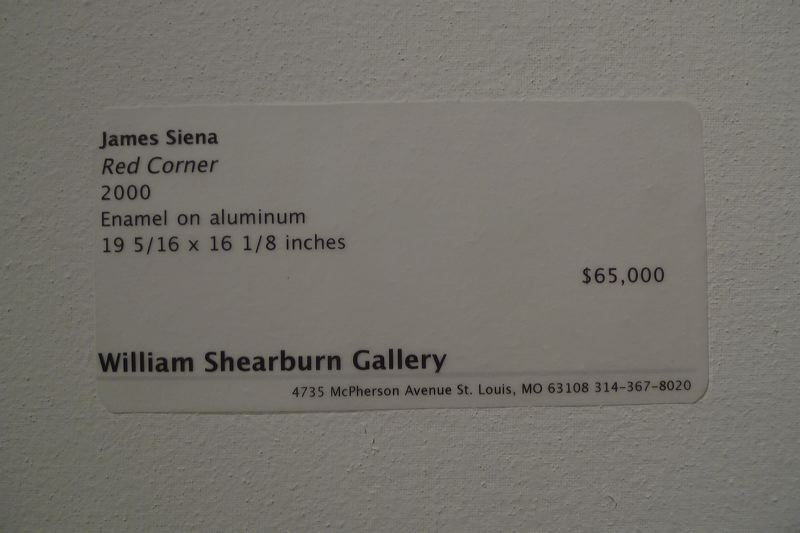 James Siena
Red Corner
2000
Enamel on aluminum
19 5/16 x 16 1/8 inches
$65,000
William Shearburn Gallery
4735 McPherson Avenue St. Louis, MO 63108 314-367-8020